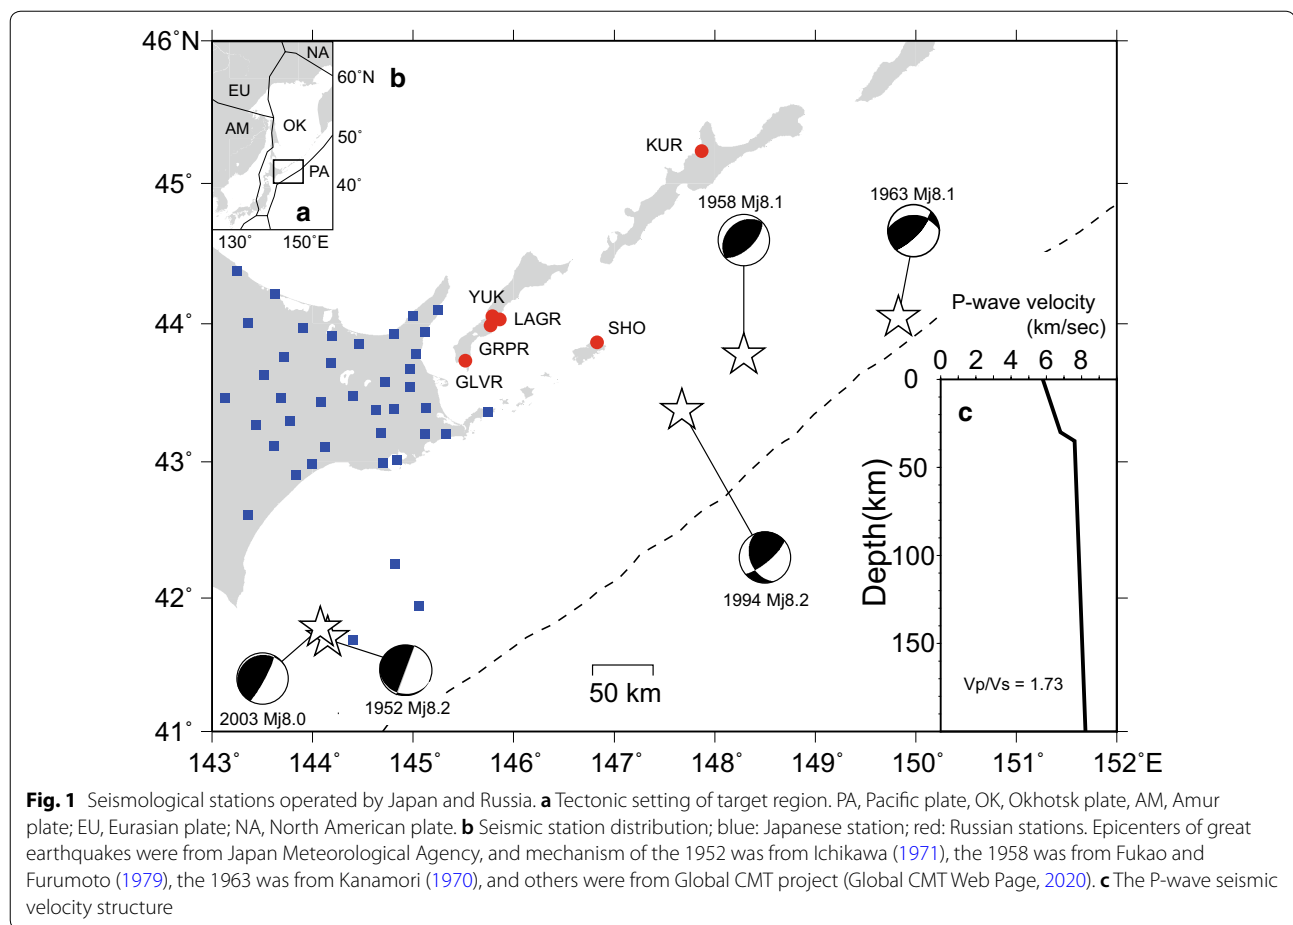 46°N
45°
44°
43°
42°
41°
143°
144°
145°
146°
147°
148°
149°
150°
151°
152°E
NA
EU
AM
OK
PA
60°N
50°
40°
a
130°
150°E
b
KUR
YUK
LAGR
GRPR
GLVR
SHO
1958 Mj8.1
1963 Mj8.1
1994 Mj8.2
2003 Mj8.0
1952 Mj8.2
50 km
P-wave velocity
(km/sec)
0 2 4 6 8
0
50
100
150
Depth(km)
c
Vp/Vs = 1.73
Fig. 1 Seismological stations operated by Japan and Russia. a Tectonic setting of target region. PA, Pacific plate, OK, Okhotsk plate, AM, Amur
plate; EU, Eurasian plate; NA, North American plate. b Seismic station distribution; blue: Japanese station; red: Russian stations. Epicenters of great
earthquakes were from Japan Meteorological Agency, and mechanism of the 1952 was from Ichikawa (1971), the 1958 was from Fukao and
Furumoto (1979), the 1963 was from Kanamori (1970), and others were from Global CMT project (Global CMT Web Page, 2020). c The P-wave seismic
velocity structure